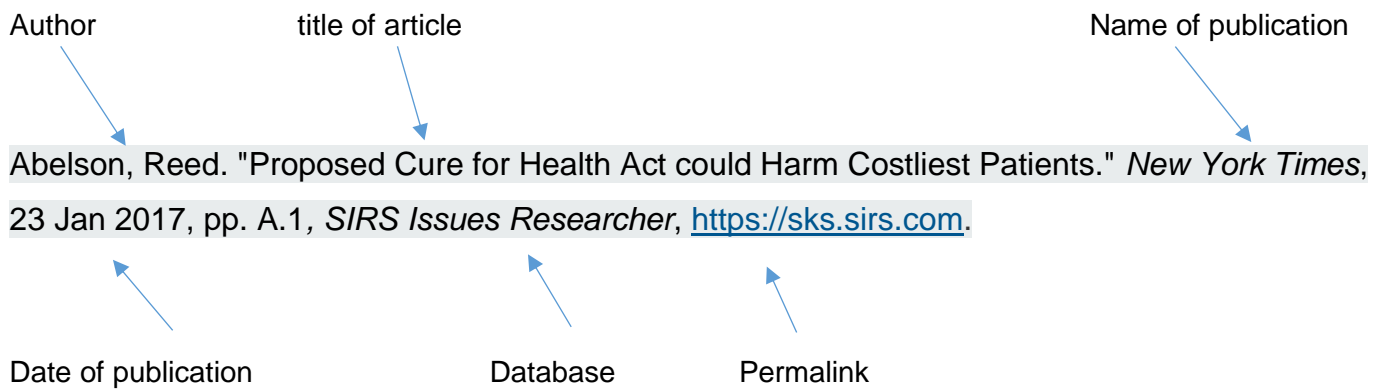 Author title of article Name of publication
Abelson, Reed. "Proposed Cure for Health Act could Harm Costliest Patients." New York Times,
23 Jan 2017, pp. A.1, SIRS Issues Researcher, https://sks.sirs.com.
Date of publication Database Permalink